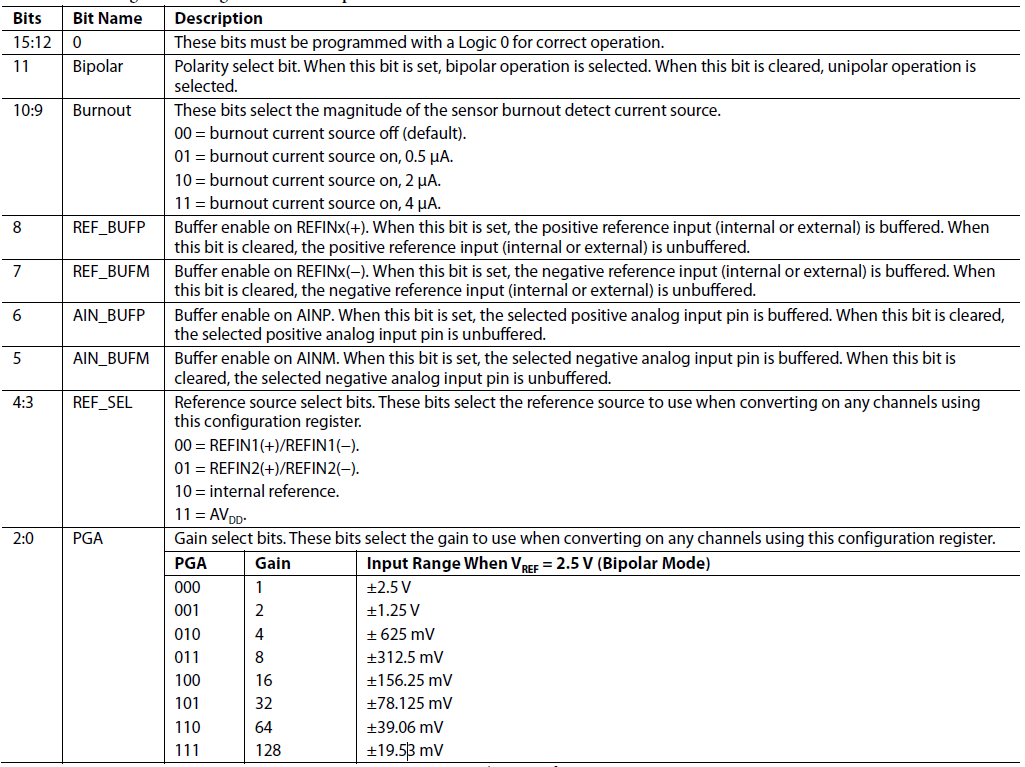 Bits Bit Name Description
15:12 0 These bits must be programmed with a Logic 0 for correct operation.
11 Bipolar Polarity select bit. When this bit is set, bipolar operation is selected. When this bit is cleared, unipolar operation is
selected.
10:9 Burnout These bits select the magnitude of the sensor burnout detect current source.
00 = burnout current source off (default).
01 = burnout current source on, 0.5 μA.
10 = burnout current source on, 2 μA.
11 = burnout current source on, 4 μA.
8 REF_BUFP Buffer enable on REFINx(+). When this bit is set, the positive reference input (internal or external) is buffered. When
this bit is cleared, the positive reference input (internal or external) is unbuffered.
7 REF_BUFM Buffer enable on REFINx(−). When this bit is set, the negative reference input (internal or external) is buffered. When
this bit is cleared, the negative reference input (internal or external) is unbuffered.
6 AIN_BUFP Buffer enable on AINP. When this bit is set, the selected positive analog input pin is buffered. When this bit is cleared,
the selected positive analog input pin is unbuffered.
5 AIN_BUFM Buffer enable on AINM. When this bit is set, the selected negative analog input pin is buffered. When this bit is
cleared, the selected negative analog input pin is unbuffered.
4:3 REF_SEL Reference source select bits. These bits select the reference source to use when converting on any channels using
this configuration register.
00 = REFIN1(+)/REFIN1(−).
01 = REFIN2(+)/REFIN2(−).
10 = internal reference.
11 = AVDD.
2:0 PGA Gain select bits. These bits select the gain to use when converting on any channels using this configuration register.
PGA Gain Input Range When VREF = 2.5 V (Bipolar Mode)
000 1 ±2.5 V
001 2 ±1.25 V
010 4 ± 625 mV
011 8 ±312.5 mV
100 16 ±156.25 mV
101 32 ±78.125 mV
110 64 ±39.06 mV
111 128 ±19.53 mV